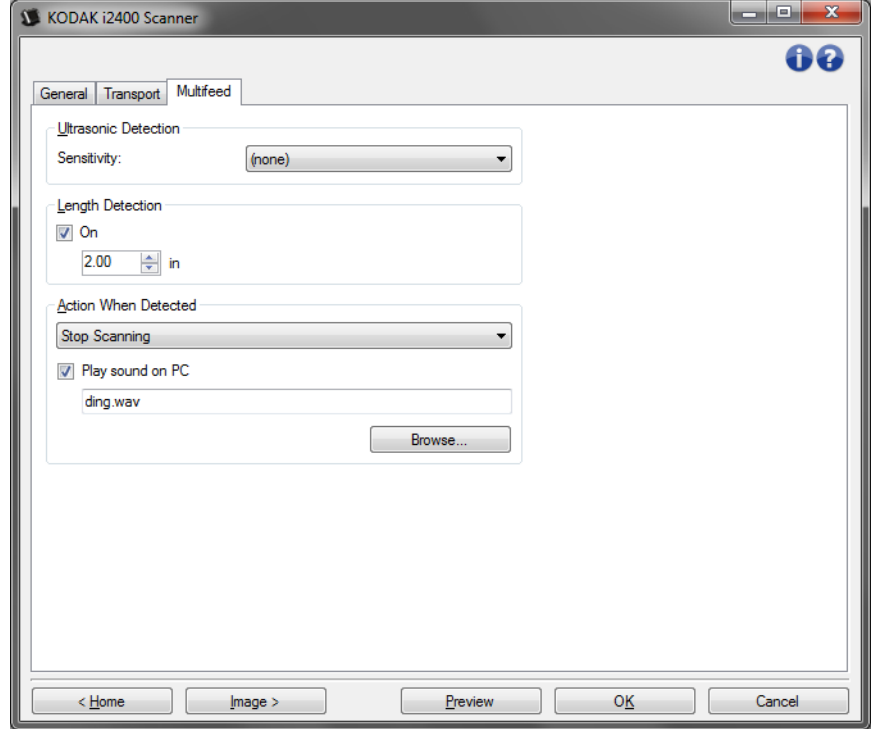 KODAK i2400 Scanner
General Transport Multifeed
Ultrasonic Detection
Sensitivity: (none)
Length Detection
On
2.00 in
Action When Detected
Stop Scanning
Play sound on PC
ding.wav
Browse...
< Home Image > Preview OK Cancel